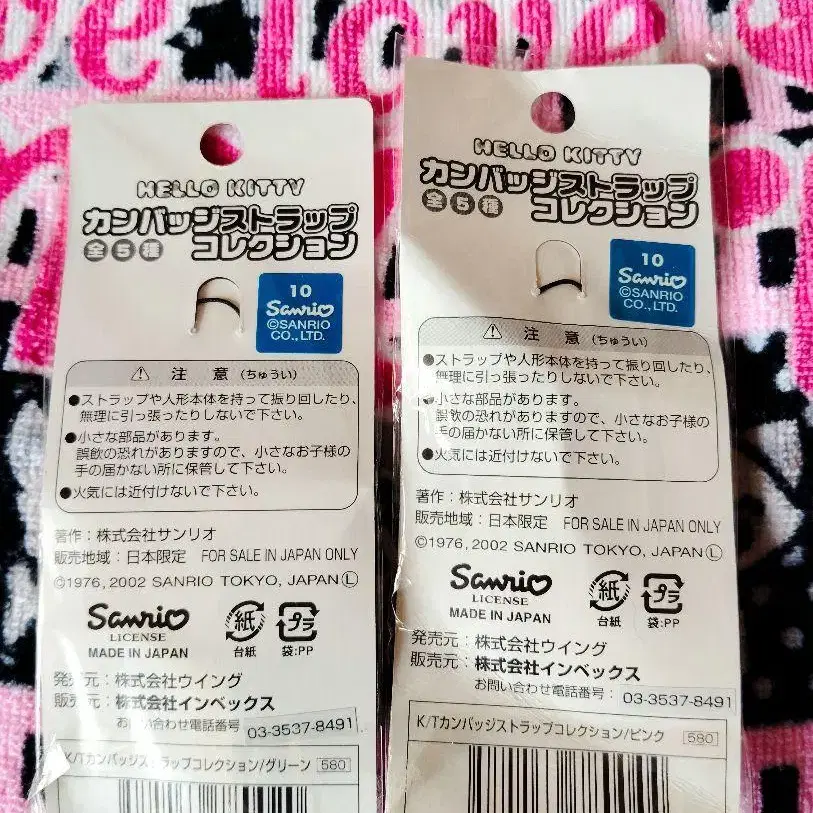 love
HELLO KITTY
カンバッジストラップ
全5種 コレクション
10
Sanrio
©SANRIO
CO., LTD.
⚠ 注 意 (ちゅうい)
●ストラップや人形本体を持って振り回したり、
無理に引っ張ったりしないで下さい。
●小さな部品があります。
誤飲の恐れがありますので、小さなお子様の
手の届かない所に保管して下さい。
●火気には近付けないで下さい。
著作：株式会社サンリオ
販売地域：日本限定 FOR SALE IN JAPAN ONLY
©1976, 2002 SANRIO TOKYO, JAPAN Ⓛ
Sanrio
LICENSE
MADE IN JAPAN
紙
台紙
プラ
袋:PP
発売元：株式会社ウイング
販売元：株式会社インベックス
お問い合わせ電話番号 03-3537-8491
K/Tカンバッジストラップコレクション/グリーン 580
HELLO KITTY
カンバッジストラップ
全5種 コレクション
10
Sanrio
©SANRIO
CO., LTD.
⚠ 注 意 (ちゅうい)
●ストラップや人形本体を持って振り回したり、
無理に引っ張ったりしないで下さい。
●小さな部品があります。
誤飲の恐れがありますので、小さなお子様の
手の届かない所に保管して下さい。
●火気には近付けないで下さい。
著作：株式会社サンリオ
販売地域：日本限定 FOR SALE IN JAPAN ONLY
©1976, 2002 SANRIO TOKYO, JAPAN Ⓛ
Sanrio
LICENSE
MADE IN JAPAN
紙
台紙
プラ
袋:PP
発売元：株式会社ウイング
販売元：株式会社インベックス
お問い合わせ電話番号 03-3537-8491
K/Tカンバッジストラップコレクション/ピンク 580